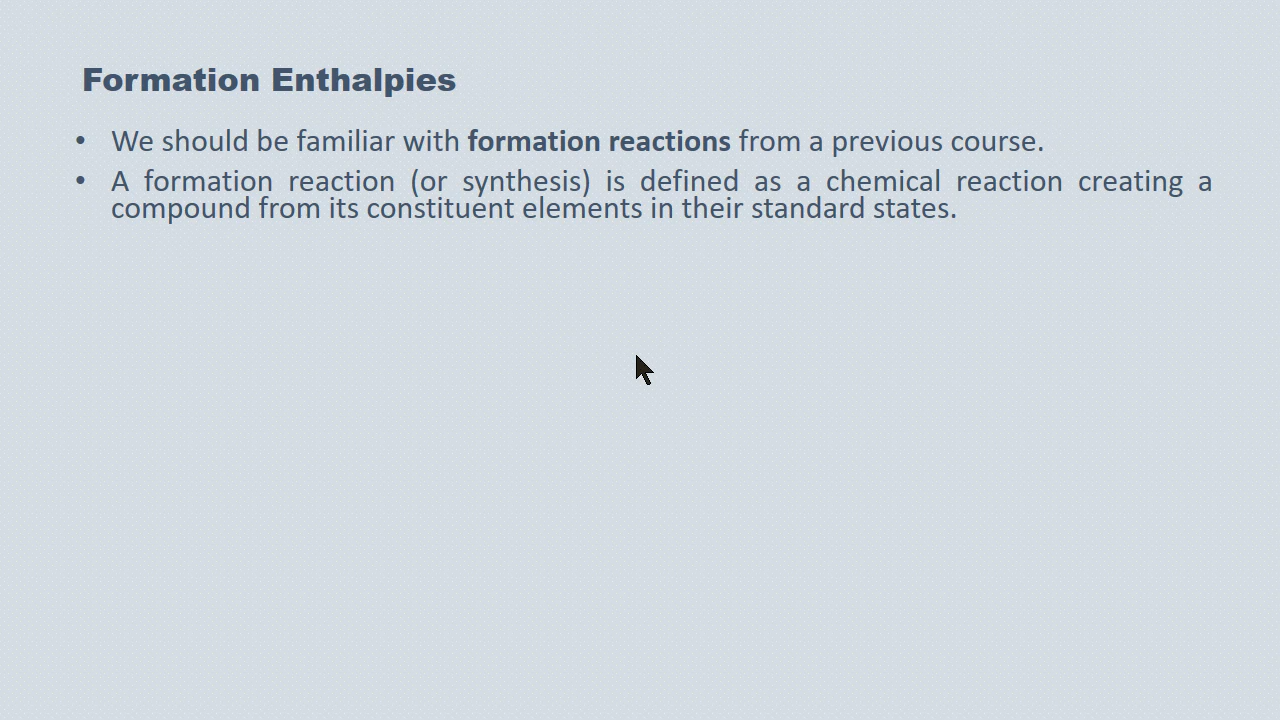 Formation Enthalpies
• We should be familiar with formation reactions from a previous course.
• A formation reaction (or synthesis) is defined as a chemical reaction creating a
compound from its constituent elements in their standard states.